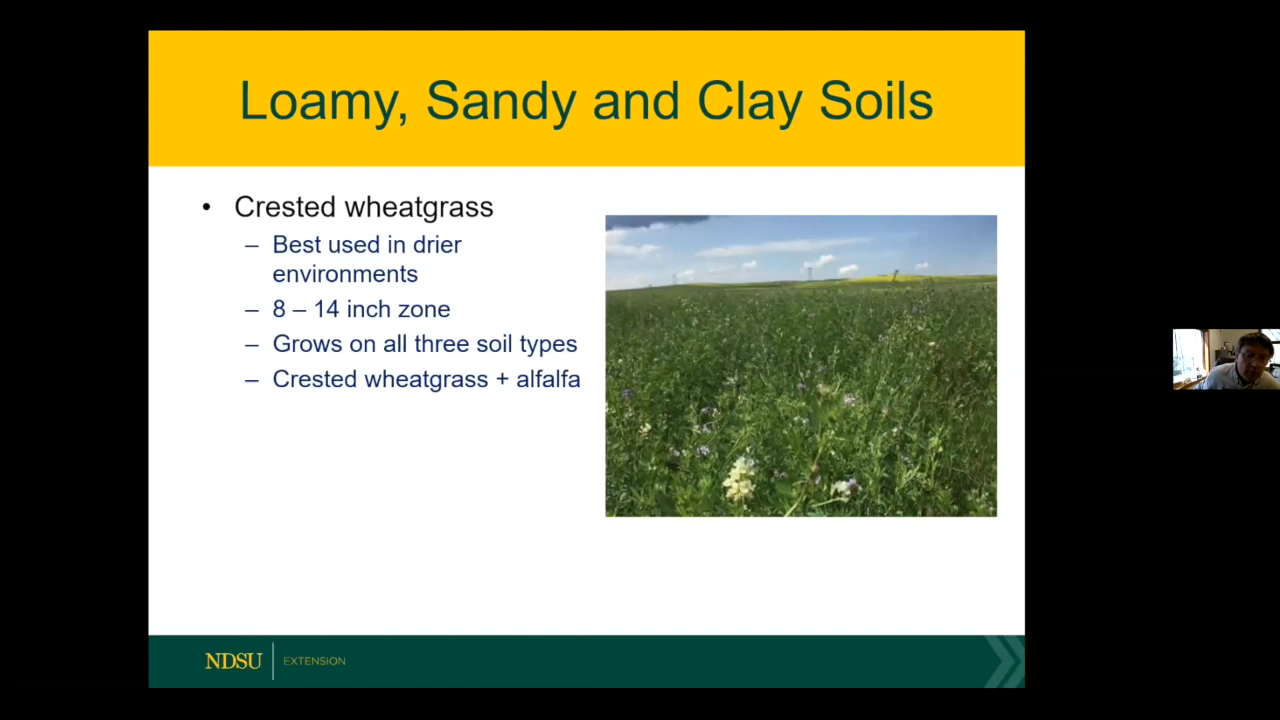 Loamy, Sandy and Clay Soils
• Crested wheatgrass
– Best used in drier
environments
– 8 – 14 inch zone
– Grows on all three soil types
– Crested wheatgrass + alfalfa
NDSU EXTENSION